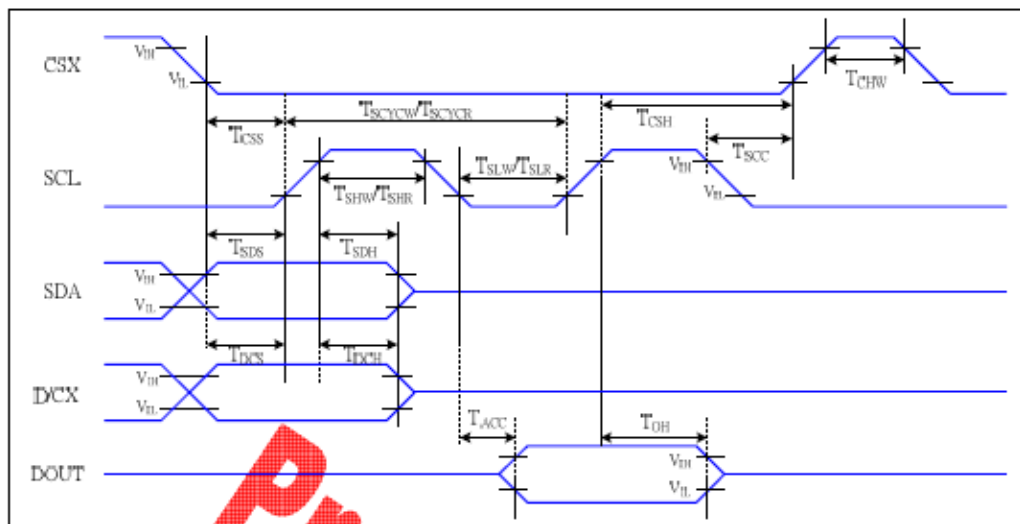 CSX
VIH
VIL
TCHW
TSCYCW/TSCYCR
TCSS
TCSH
TSCC
SCL
TSHW/TSHR
TSLW/TSLR
VIH
VIL
TSDS
TSDH
SDA
VIH
VIL
TDCS
TDCH
D/CX
VIH
VIL
TACC
TOH
DOUT
VIH
VIL
Pr